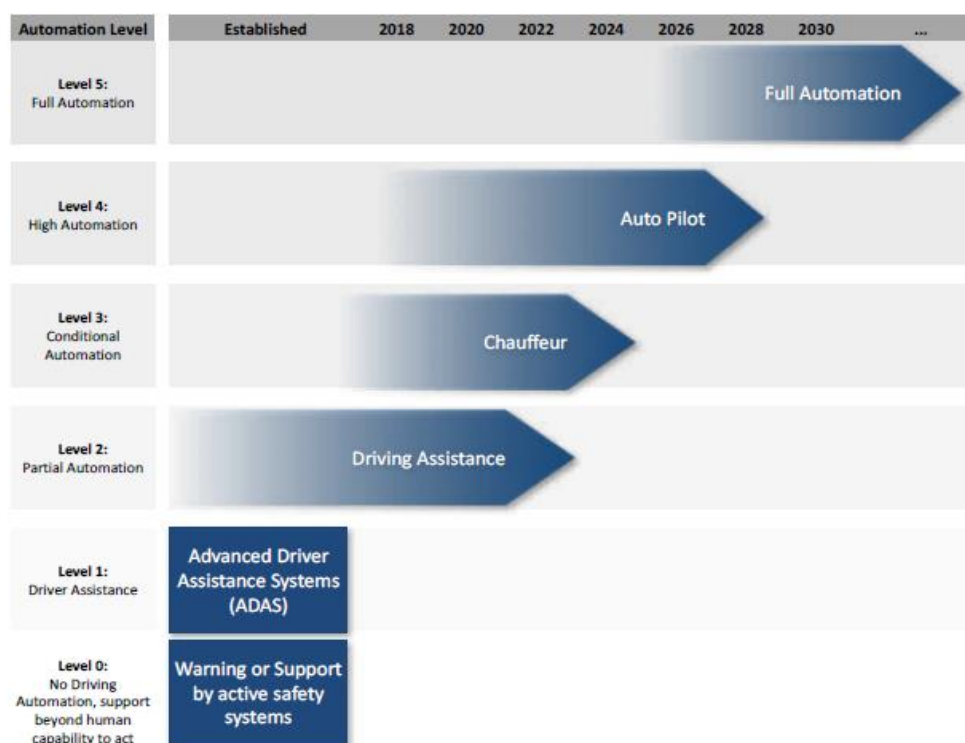 Automation Level Established 2018 2020 2022 2024 2026 2028 2030 ...
Level 5:
Full Automation
Full Automation
Level 4:
High Automation
Auto Pilot
Level 3:
Conditional
Automation
Chauffeur
Level 2:
Partial Automation
Driving Assistance
Level 1:
Driver Assistance
Advanced Driver
Assistance Systems
(ADAS)
Level 0:
No Driving
Automation, support
beyond human
capability to act
Warning or Support
by active safety
systems